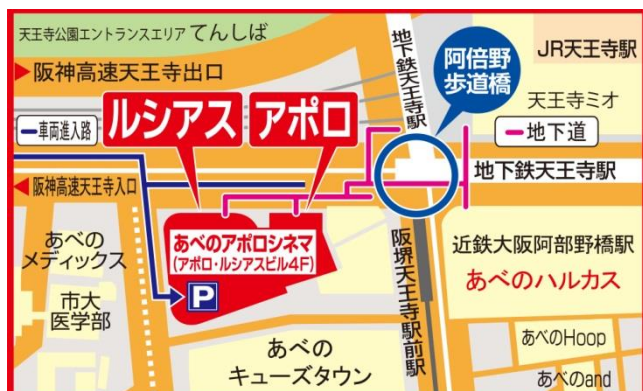 天王寺公園エントランスエリア てんしば
阪神高速天王寺出口
車両進入路
ルシアス
アポロ
地下鉄天王寺駅
阿倍野
歩道橋
JR天王寺駅
天王寺ミオ
地下道
地下鉄天王寺駅
阪神高速天王寺入口
あべの
メディックス
市大
医学部
あべのアポロシネマ
(アポロ・ルシアスビル4F)
P
あべの
キューズタウン
阪堺天王寺駅前駅
近鉄大阪阿部野橋駅
あべのハルカス
あべのHoop
あべのand